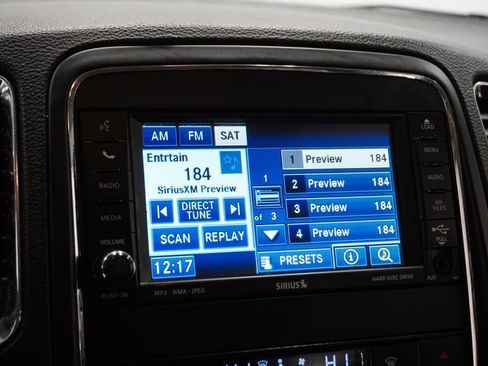 AM FM SAT
LOAD
Entrtain
184
SiriusXM Preview
1
of 3
1 Preview 184
2 Preview 184
3 Preview 184
4 Preview 184
DIRECT TUNE
SCAN REPLAY
12:17
PRESETS
RADIO
MEDIA
VOLUME
PUSH ON
MENU
AUDIO
MY FILES
PULL
AUX
MP3 - WMA - JPEG
SIRIUS
HARD DISC DRIVE
HI